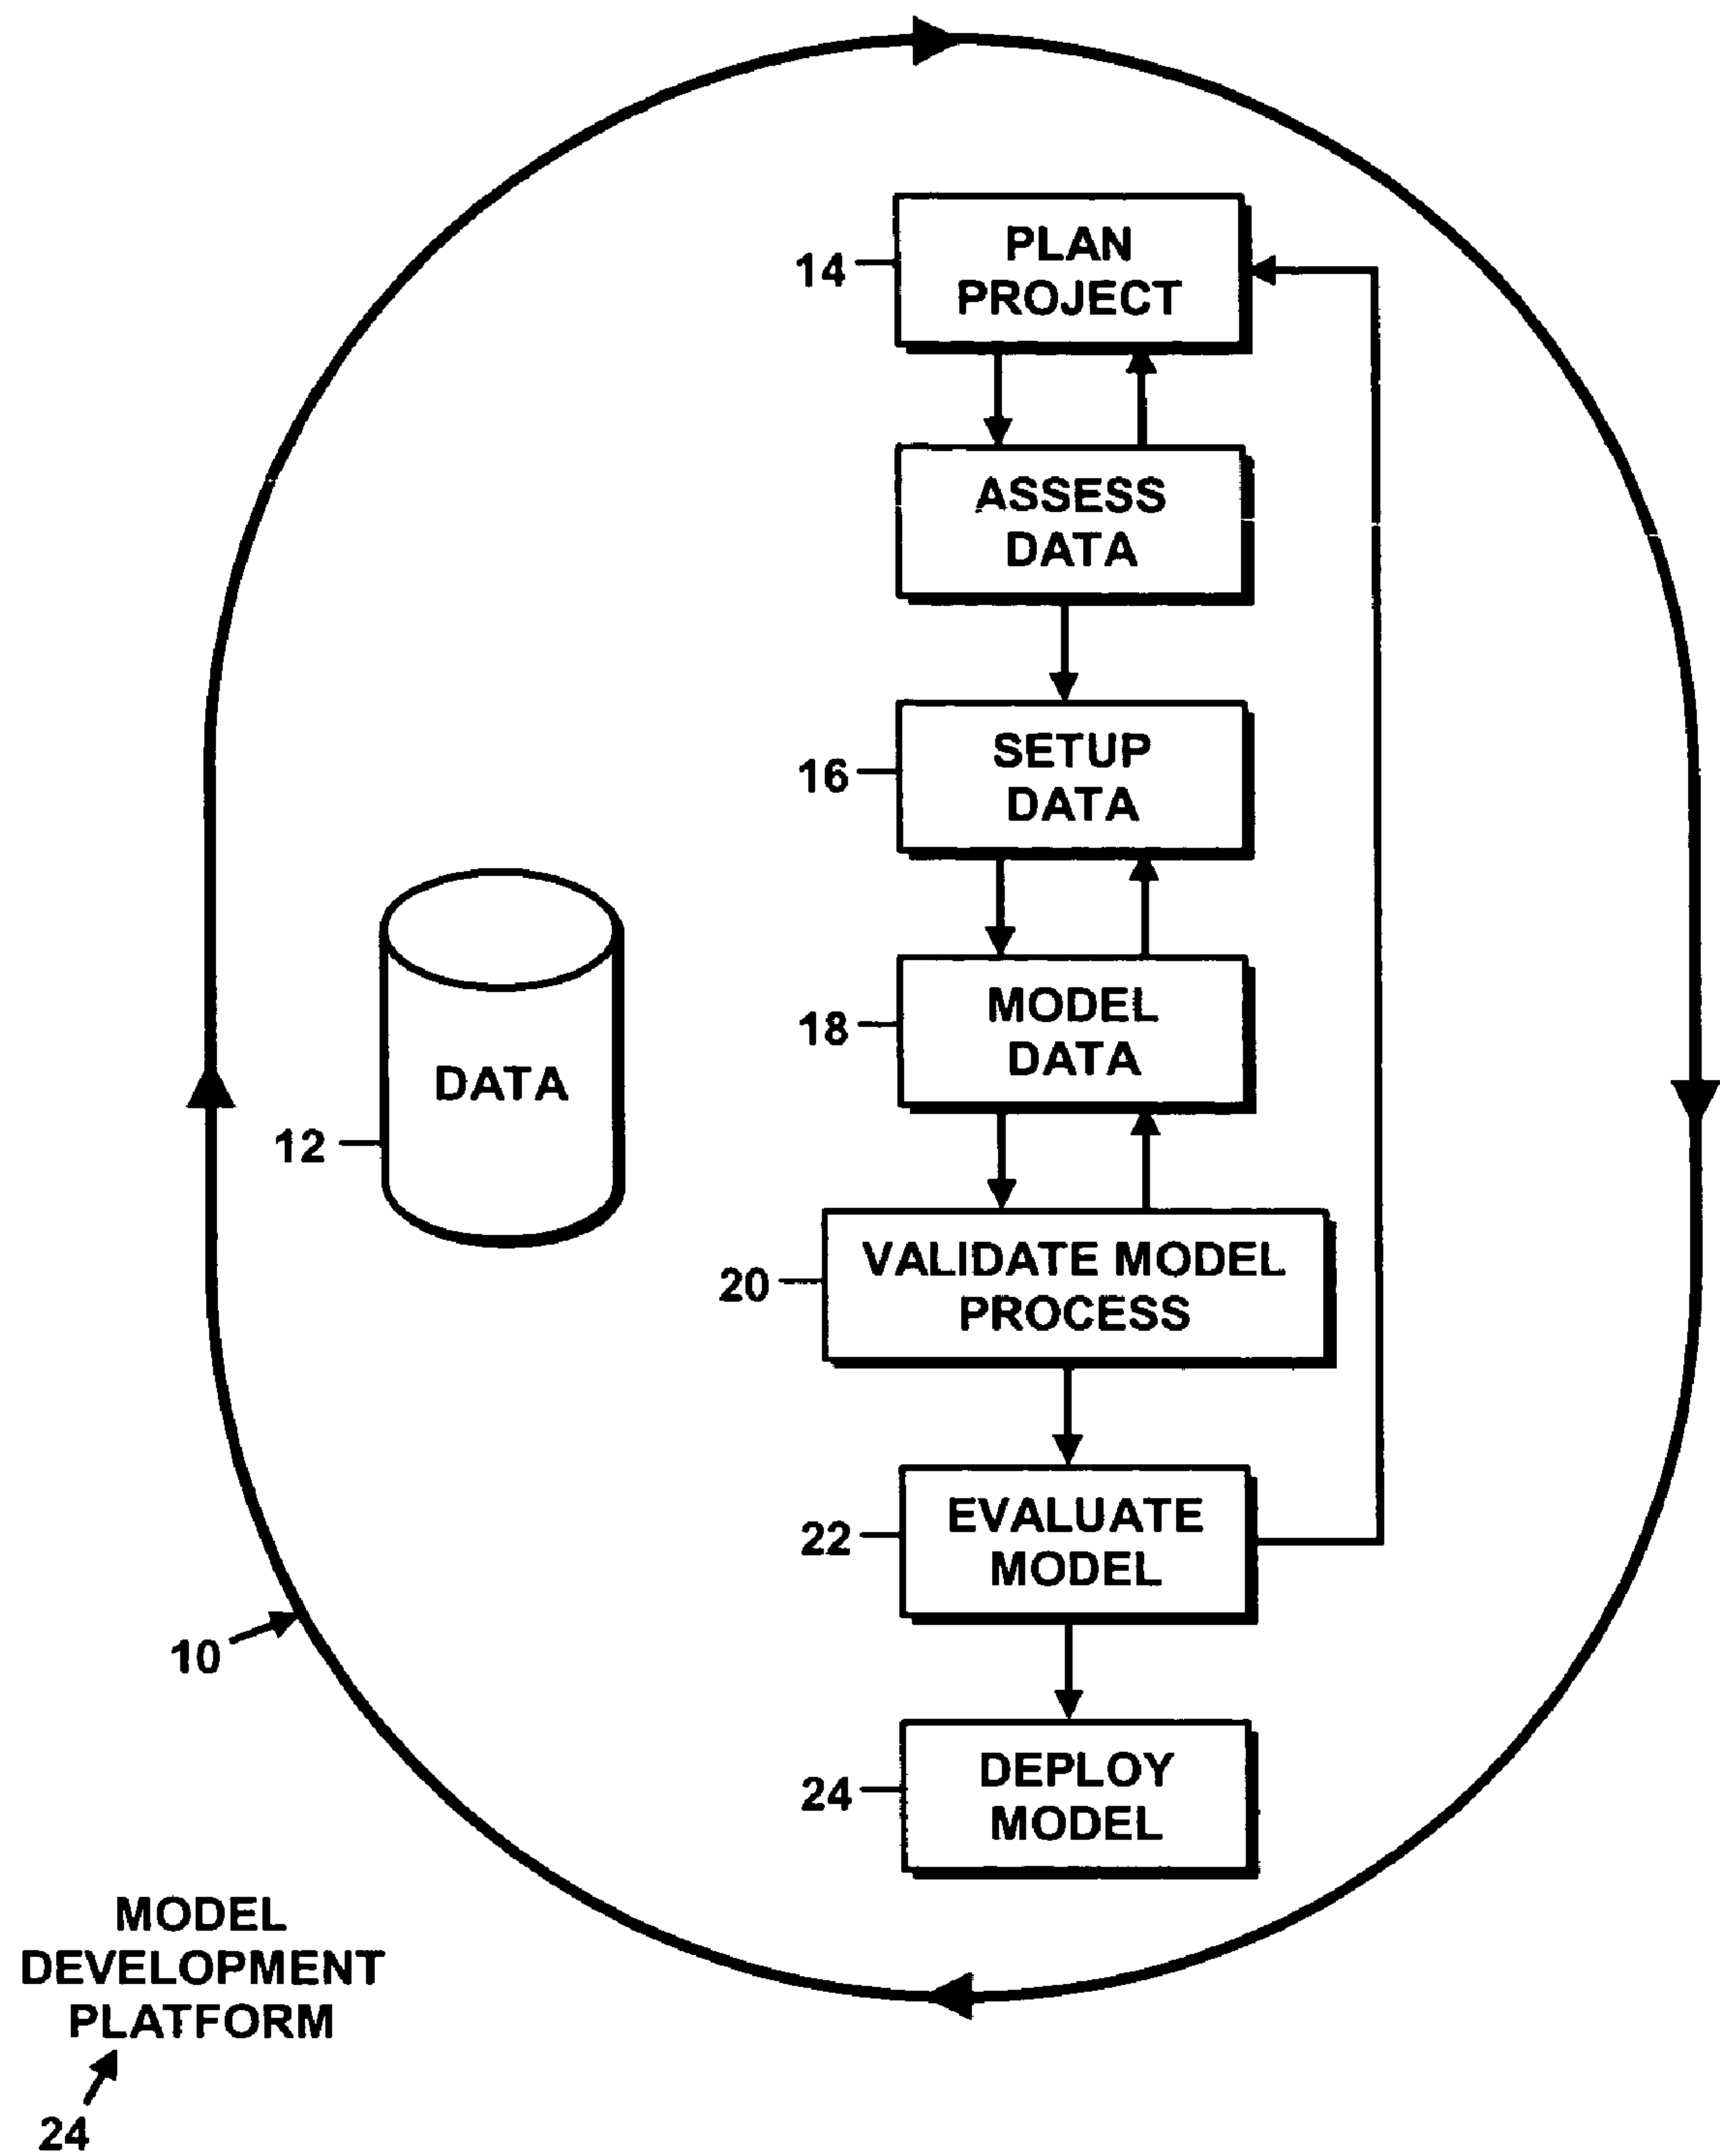 PLAN
PROJECT
14
ASSESS
DATA
SETUP
DATA
16
MODEL
DATA
18
DATA
12
VALIDATE MODEL
PROCESS
20
EVALUATE
MODEL
22
10
DEPLOY
MODEL
24
MODEL
DEVELOPMENT
PLATFORM
24